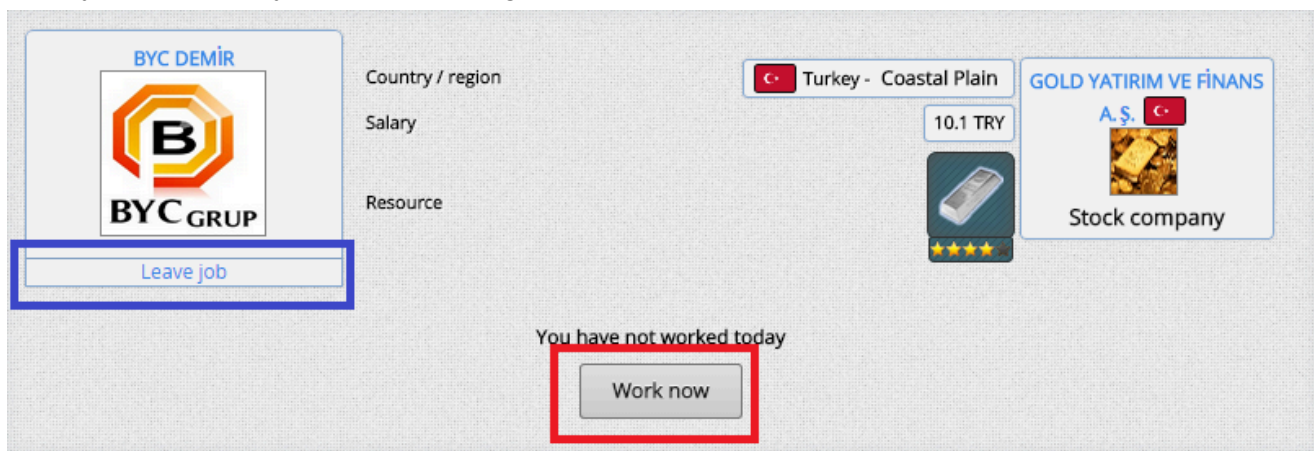 BYC DEMİR
B
BYC GRUP
Leave job
Country / region
Turkey - Coastal Plain
Salary
10.1 TRY
Resource
GOLD YATIRIM VE FİNANS
A. Ş.
Stock company
You have not worked today
Work now